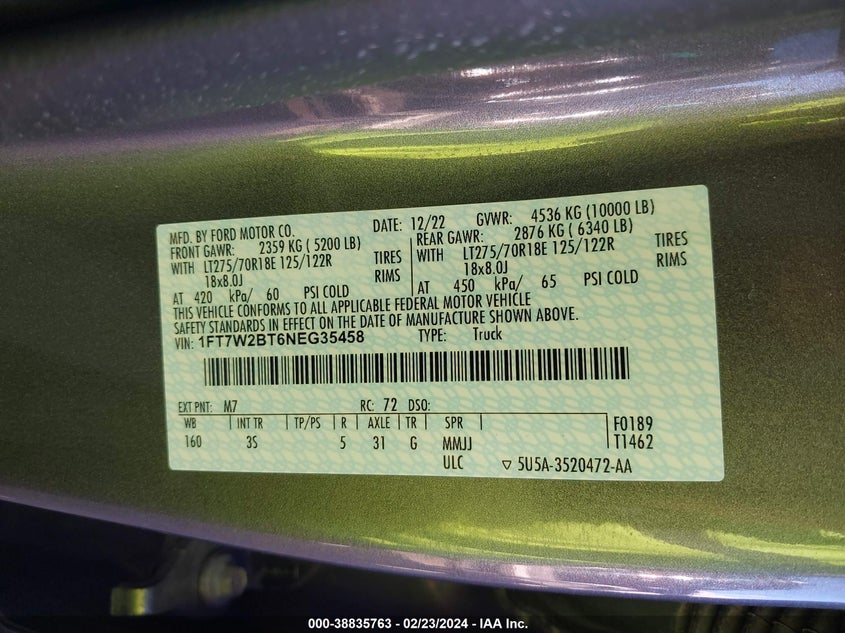 MFD. BY FORD MOTOR CO. DATE: 12/22 GVWR: 4536 KG (10000 LB)
FRONT GAWR: 2359 KG ( 5200 LB) REAR GAWR: 2876 KG ( 6340 LB)
WITH LT275/70R18E 125/122R TIRES WITH LT275/70R18E 125/122R TIRES
18x8.0J RIMS 18x8.0J RIMS
AT 420 kPa/ 60 PSI COLD AT 450 kPa/ 65 PSI COLD
THIS VEHICLE CONFORMS TO ALL APPLICABLE FEDERAL MOTOR VEHICLE
SAFETY STANDARDS IN EFFECT ON THE DATE OF MANUFACTURE SHOWN ABOVE.
VIN: 1FT7W2BT6NEG35458 TYPE: Truck
EXT PNT: M7 RC: 72 DSO:
WB INT TR TP/PS R AXLE TR SPR F0189
160 3S 5 31 G MMJJ T1462
ULC ▽ 5U5A-3520472-AA
000-38835763 - 02/23/2024 - IAA Inc.